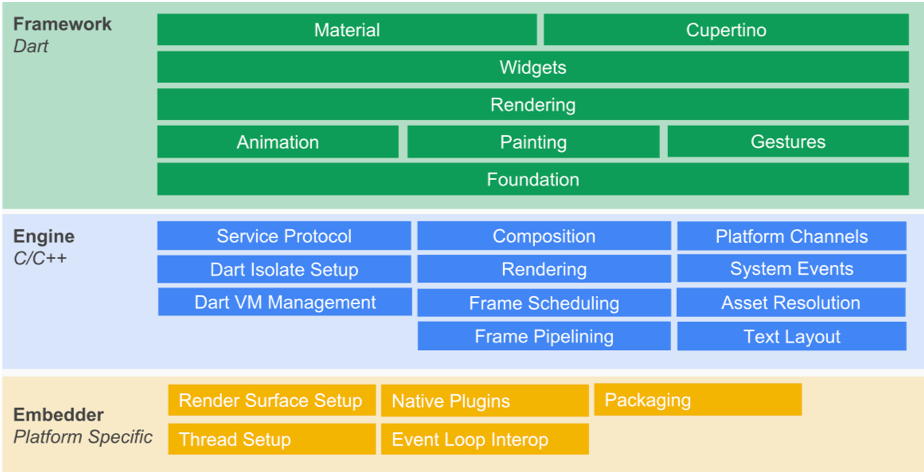 Framework
Dart
Material
Cupertino
Widgets
Rendering
Animation
Painting
Gestures
Foundation
Engine
C/C++
Service Protocol
Composition
Platform Channels
Dart Isolate Setup
Rendering
System Events
Dart VM Management
Frame Scheduling
Asset Resolution
Frame Pipelining
Text Layout
Embedder
Platform Specific
Render Surface Setup
Native Plugins
Packaging
Thread Setup
Event Loop Interop